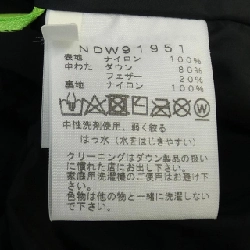 NDW91951
表地 ナイロン 100%
中わた ダウン 80%
フェザー 20%
裏地 ナイロン 100%
中性洗剤使用、弱く絞る
はっ水(水をはじきやすい)
クリーニングはダウン製品の扱い
に慣れた店にご相談下さい。
家庭用洗濯機のご使用はお避け下
さい。
色物は他の物と一緒に洗濯しない
で下さい。